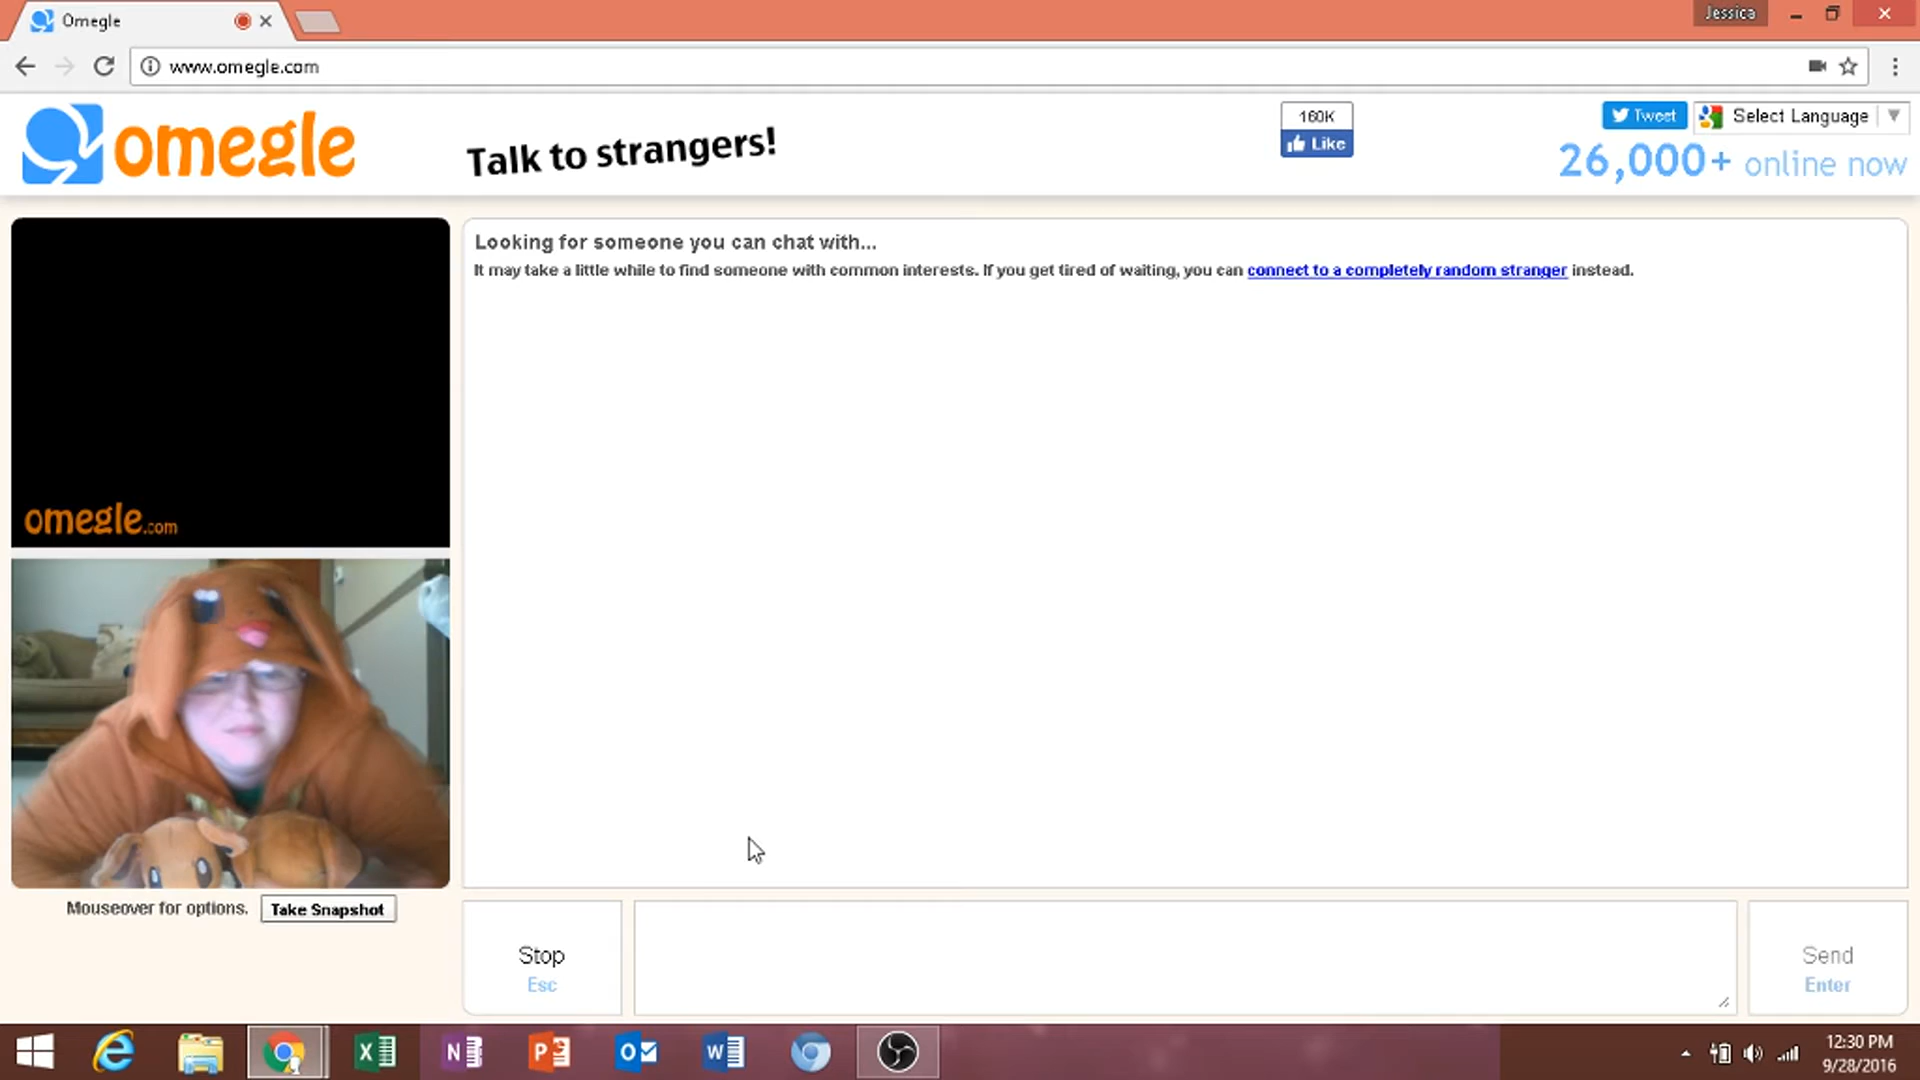 Omegle
Jessica
www.omegle.com
omegle
Talk to strangers!
160K
Like
Tweet
Select Language
26,000+ online now
Looking for someone you can chat with...
It may take a little while to find someone with common interests. If you get tired of waiting, you can connect to a completely random stranger instead.
omegle.com
Mouseover for options.
Take Snapshot
Stop
Esc
Send
Enter
12:30 PM
9/28/2016